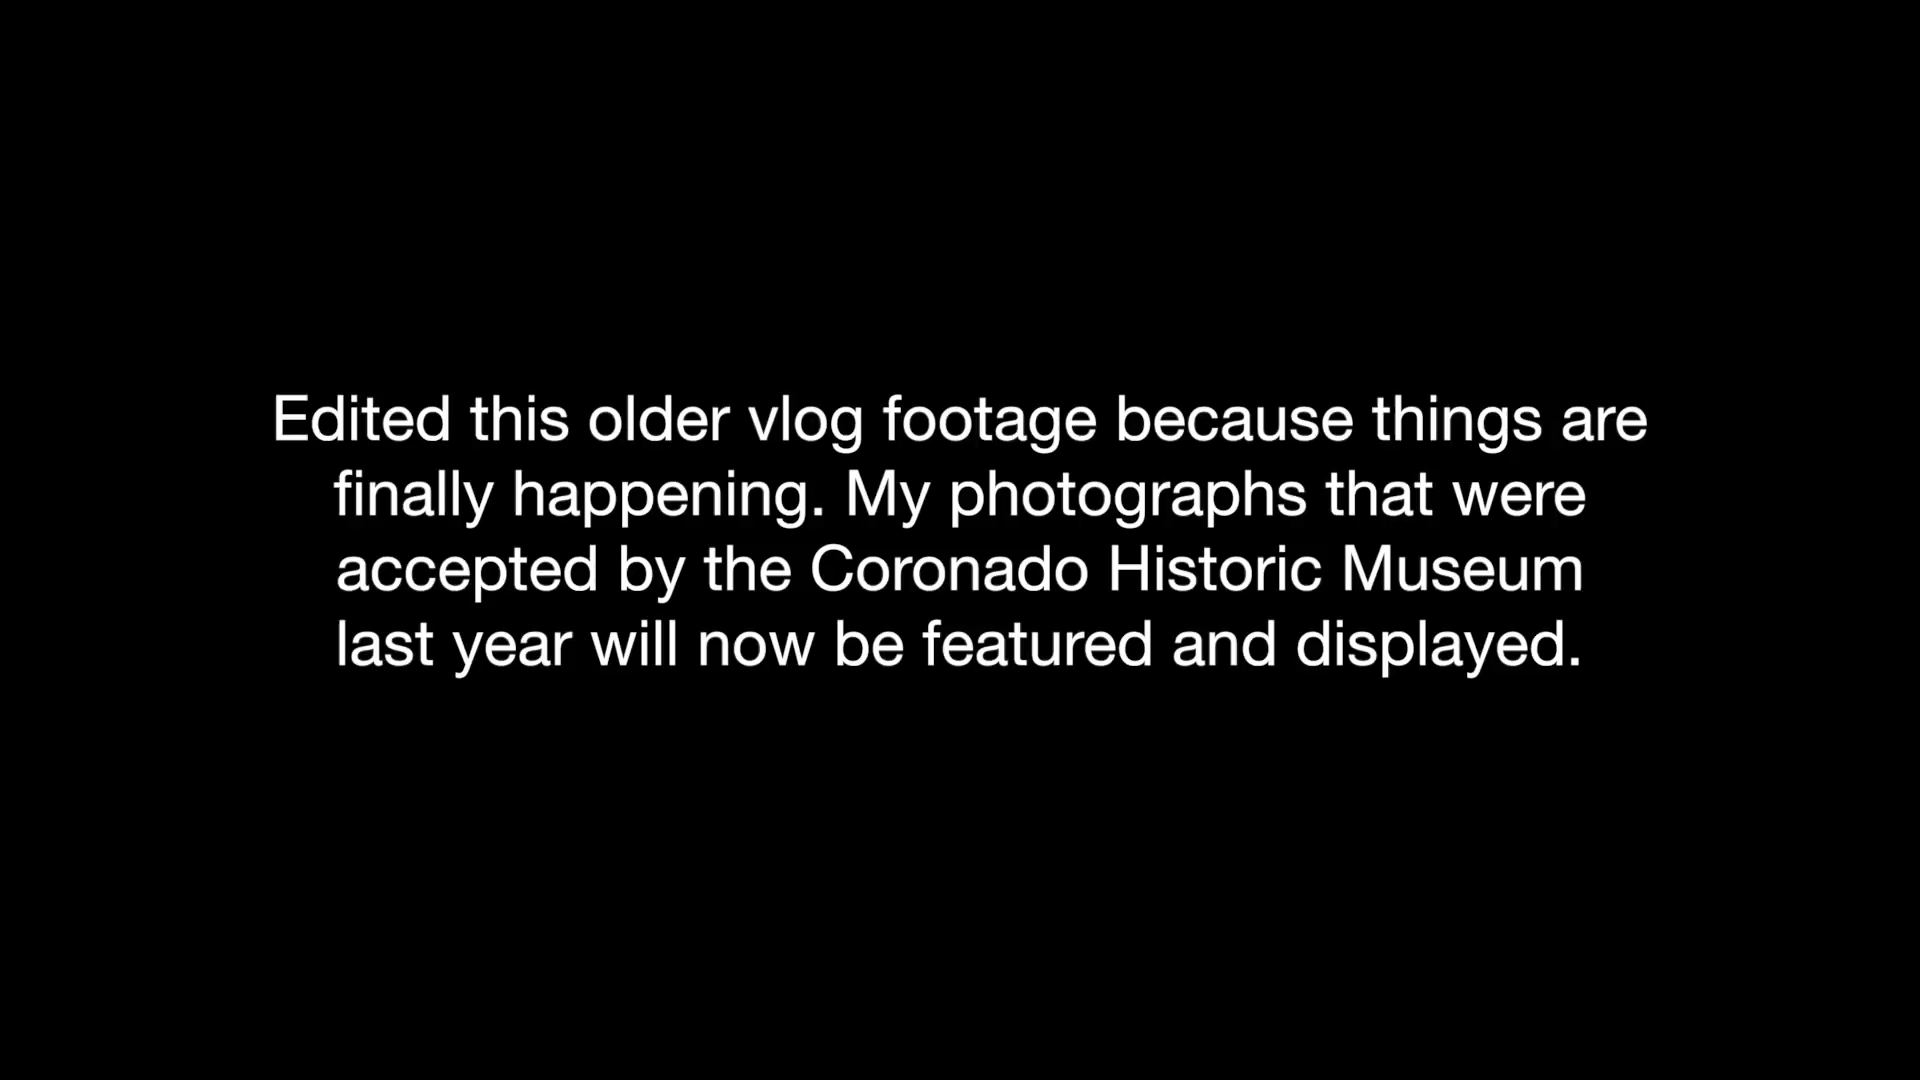 Edited this older vlog footage because things are
finally happening. My photographs that were
accepted by the Coronado Historic Museum
last year will now be featured and displayed.